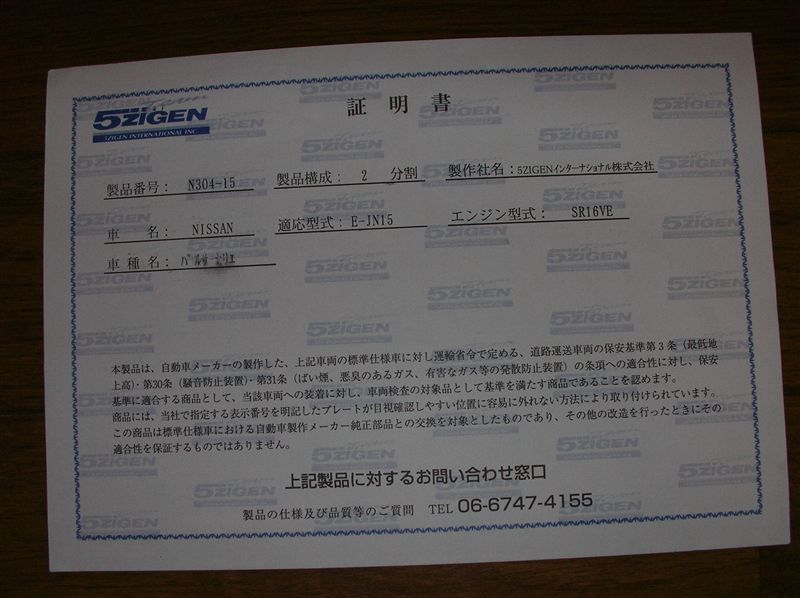 5ZIGEN
5ZIGEN INTERNATIONAL INC.
証明書
製品番号： N304-15 製品構成： 2 分割 製作社名：5ZIGENインターナショナル株式会社
車 名： NISSAN 適応型式：E-JN15 エンジン型式： SR16VE
車種名：
本製品は、自動車メーカーの製作した、上記車両の標準仕様車に対し運輸省令で定める、道路運送車両の保安基準第3条（最低地
上高）・第30条（騒音防止装置）・第31条（ばい煙、悪臭のあるガス、有害なガス等の発散防止装置）の条項への適合性に対し、保安
基準に適合する商品として、当該車両への装着に対し、車両検査の対象品として基準を満たす商品であることを認めます。
商品には、当社で指定する表示番号を明記したプレートが目視確認しやすい位置に容易に外れない方法により取り付けられています。
この商品は標準仕様車における自動車製作メーカー純正部品との交換を対象としたものであり、その他の改造を行ったときにその
適合性を保証するものではありません。
上記製品に対するお問い合わせ窓口
製品の仕様及び品質等のご質問 TEL 06-6747-4155